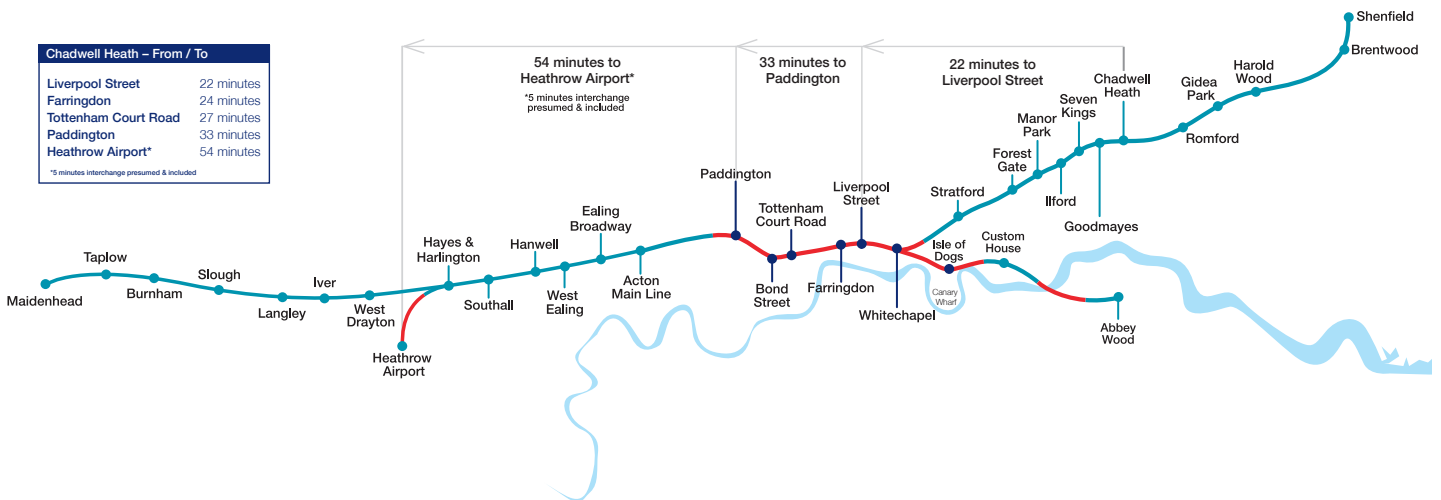 Chadwell Heath – From / To
Liverpool Street 22 minutes
Farringdon 24 minutes
Tottenham Court Road 27 minutes
Paddington 33 minutes
Heathrow Airport* 54 minutes
*5 minutes interchange presumed & included
54 minutes to
Heathrow Airport*
*5 minutes interchange
presumed & included
33 minutes to
Paddington
22 minutes to
Liverpool Street
Maidenhead
Taplow
Burnham
Slough
Langley
Iver
West
Drayton
Heathrow
Airport
Hayes &
Harlington
Southall
Hanwell
West
Ealing
Ealing
Broadway
Acton
Main Line
Paddington
Bond
Street
Tottenham
Court Road
Farringdon
Liverpool
Street
Whitechapel
Stratford
Forest
Gate
Manor
Park
Ilford
Seven
Kings
Goodmayes
Chadwell
Heath
Romford
Gidea
Park
Harold
Wood
Brentwood
Shenfield
Isle of
Dogs
Canary
Wharf
Custom
House
Abbey
Wood